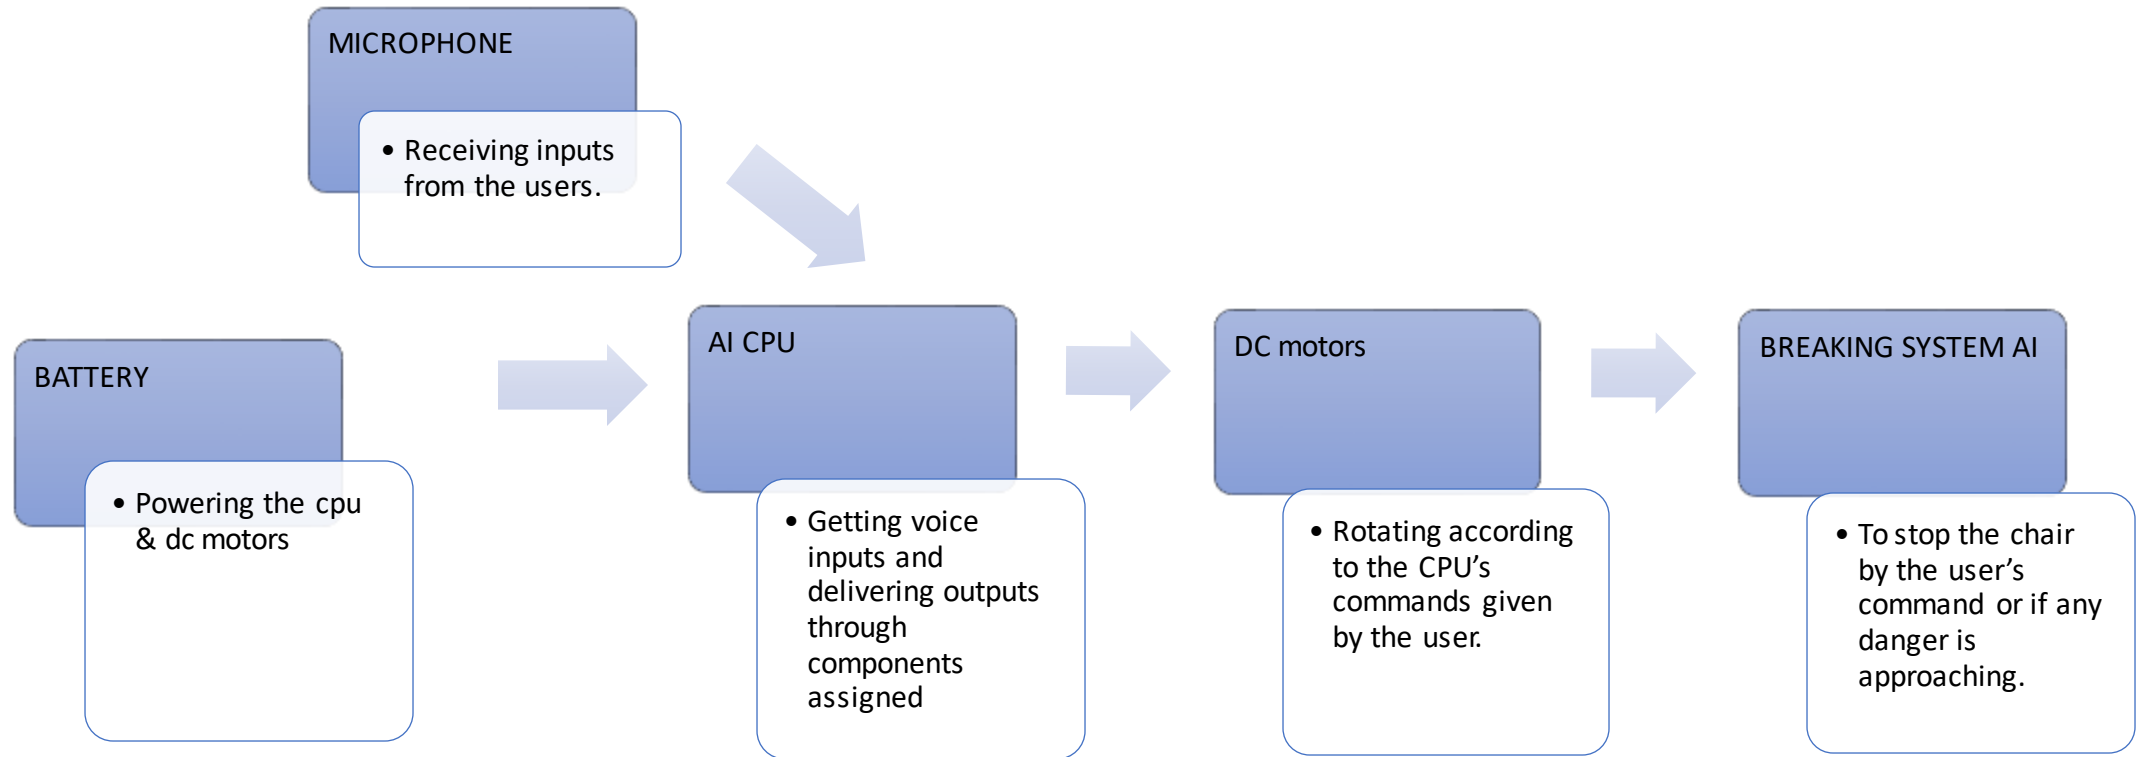 MICROPHONE
• Receiving inputs
from the users.
BATTERY
• Powering the cpu
& dc motors
AI CPU
• Getting voice
inputs and
delivering outputs
through
components
assigned
DC motors
• Rotating according
to the CPU’s
commands given
by the user.
BREAKING SYSTEM AI
• To stop the chair
by the user’s
command or if any
danger is
approaching.